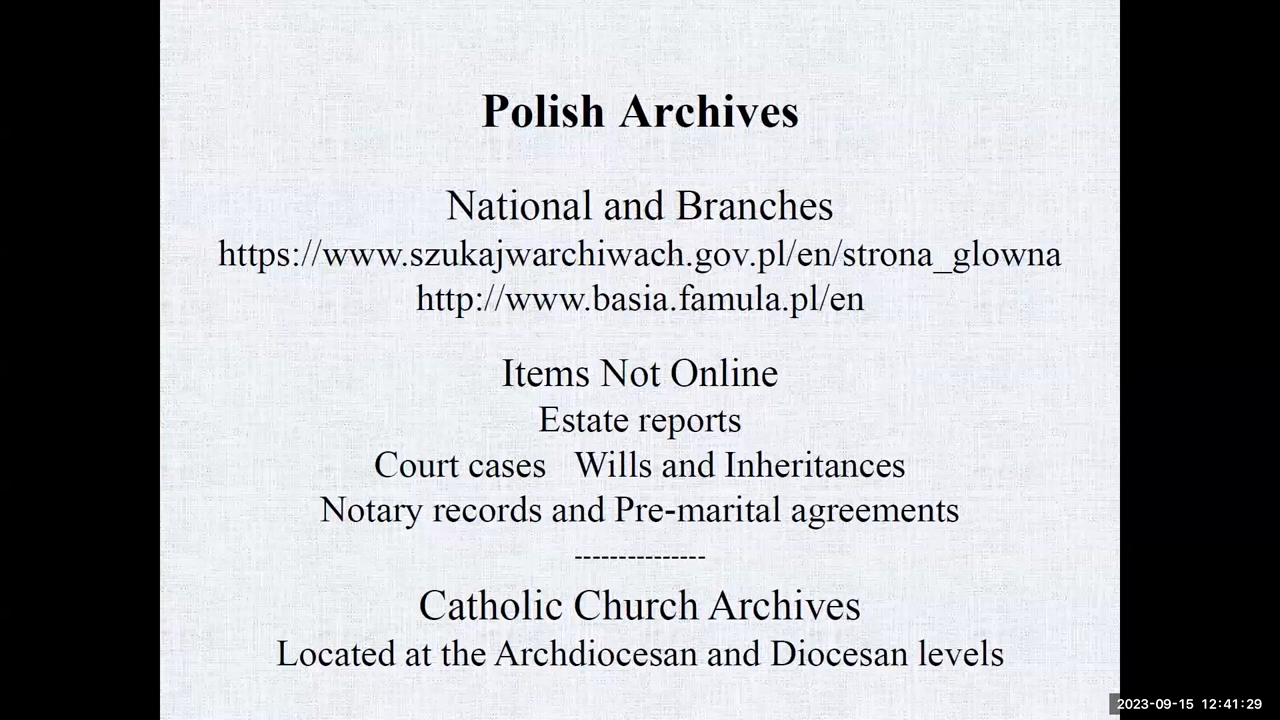 Polish Archives
National and Branches
https://www.szukajwarchiwach.gov.pl/en/strona_glowna
http://www.basia.famula.pl/en
Items Not Online
Estate reports
Court cases   Wills and Inheritances
Notary records and Pre-marital agreements
---------------
Catholic Church Archives
Located at the Archdiocesan and Diocesan levels
2023-09-15 12:41:29